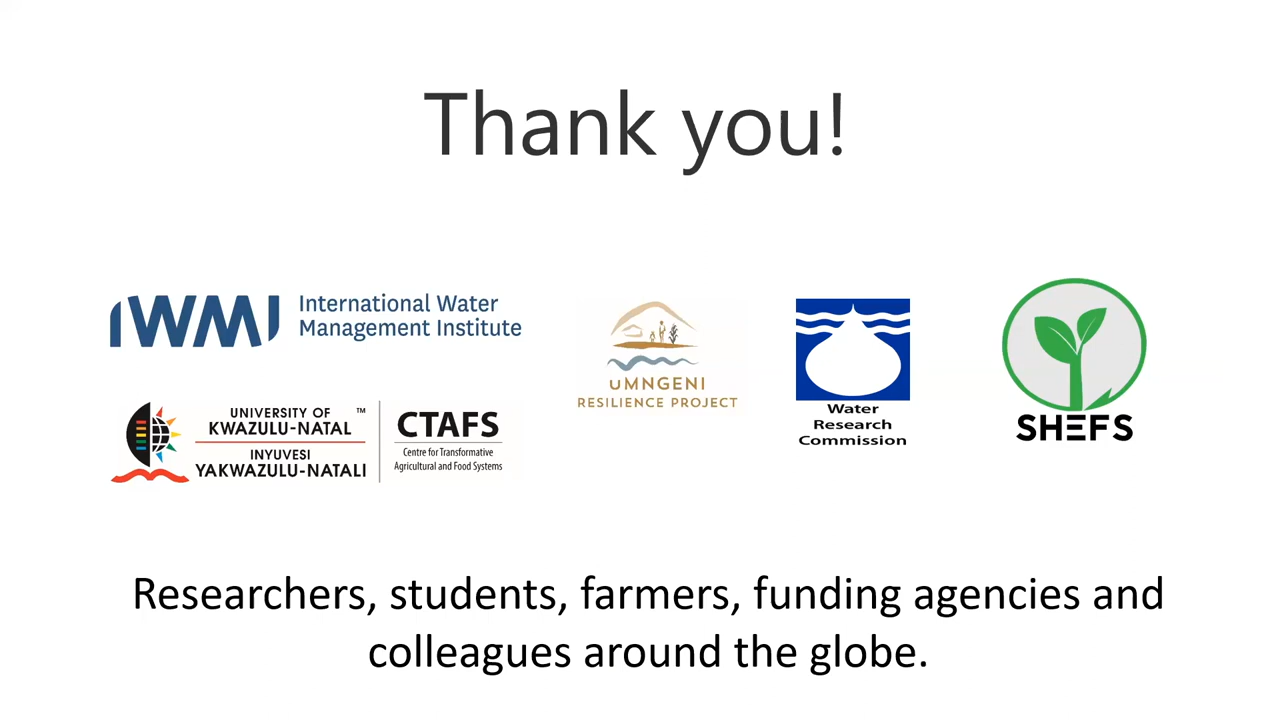 Thank you!
IWMI
International Water
Management Institute
UNIVERSITY OF
KWAZULU-NATAL ™
INYUVESI
YAKWAZULU-NATALI
CTAFS
Centre for Transformative
Agricultural and Food Systems
uMNGENI
RESILIENCE PROJECT
Water
Research
Commission
SHEFS
Researchers, students, farmers, funding agencies and
colleagues around the globe.